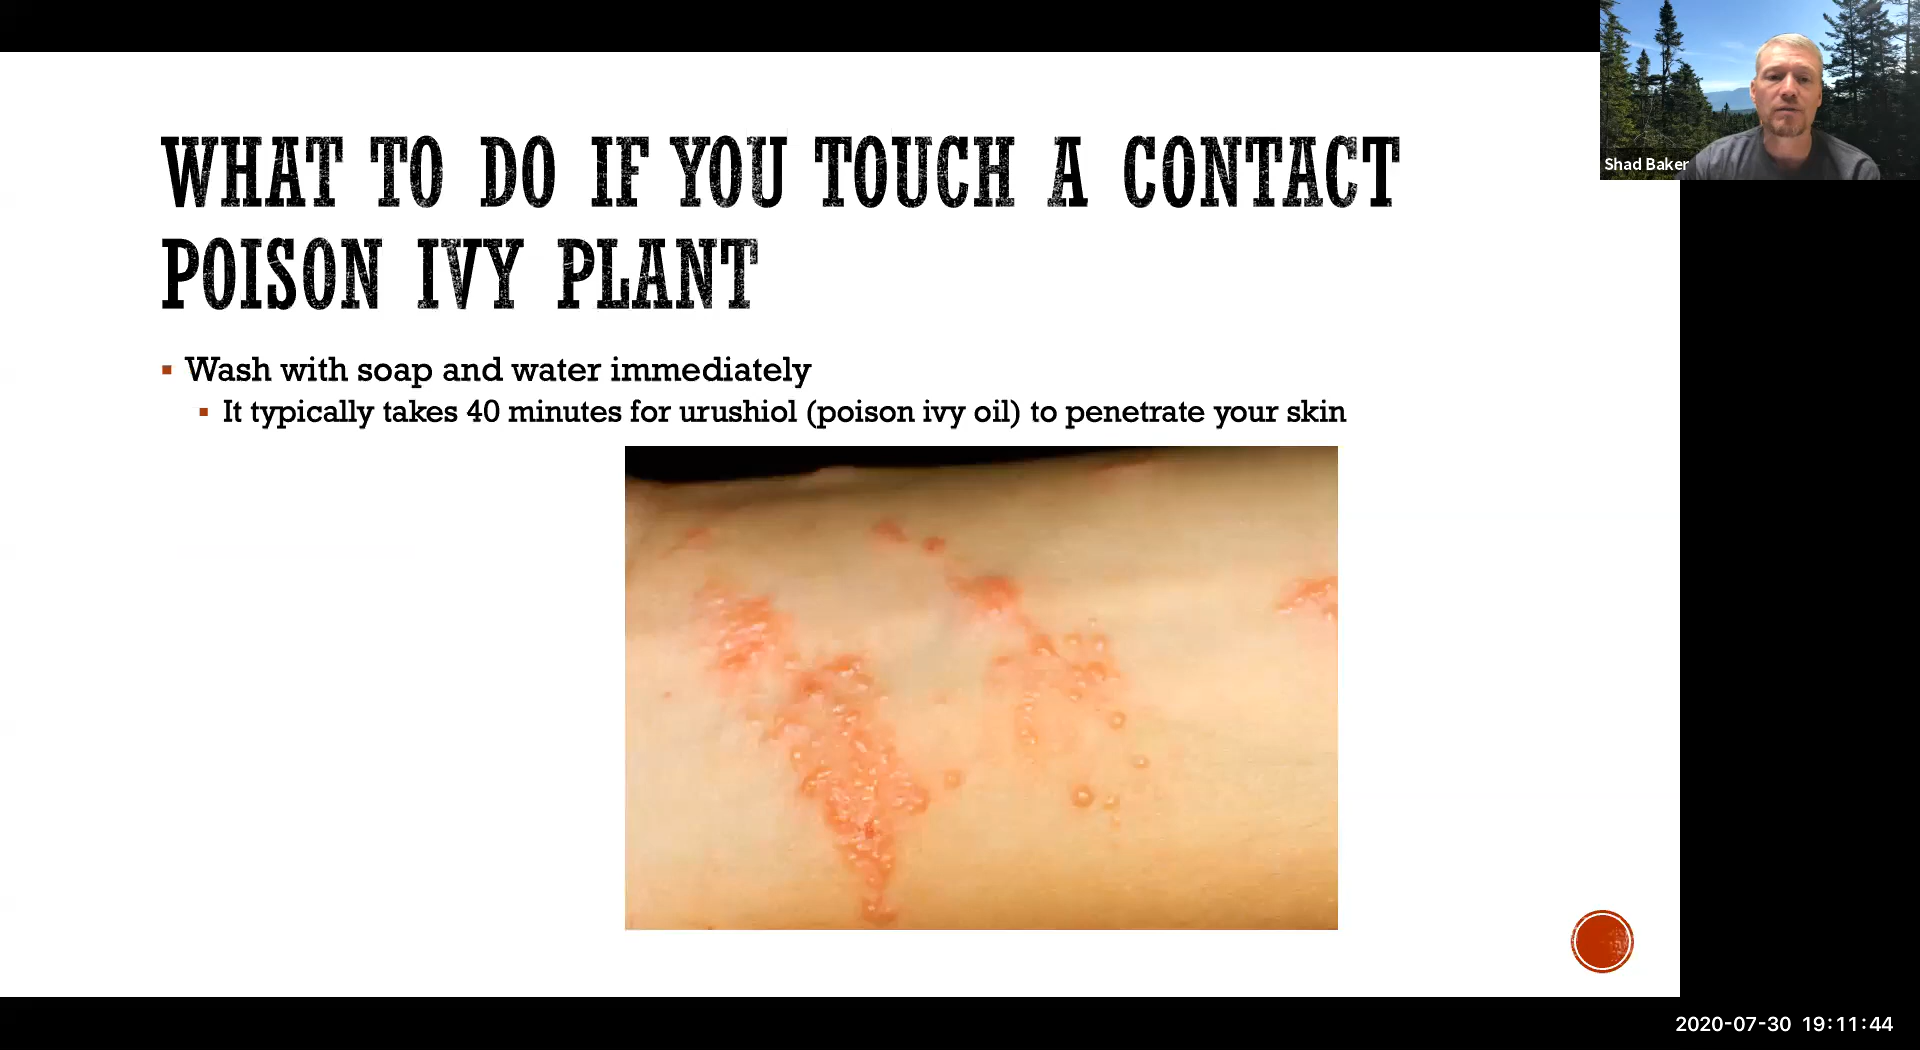 WHAT TO DO IF YOU TOUCH A CONTACT
POISON IVY PLANT
Wash with soap and water immediately
It typically takes 40 minutes for urushiol (poison ivy oil) to penetrate your skin
Shad Baker
2020-07-30 19:11:44